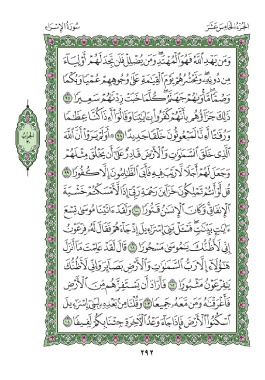 الجزء الخامس عشر
سورة الإسراء
وَمَن يَهْدِ ٱللَّهُ فَهُوَ ٱلْمُهْتَدِ وَمَن يُضْلِلْ فَلَن تَجِدَ لَهُمْ أَوْلِيَآءَ
مِن دُونِهِۦ وَنَحْشُرُهُمْ يَوْمَ ٱلْقِيَٰمَةِ عَلَىٰ وُجُوهِهِمْ عُمْيًا وَبُكْمًا
وَصُمًّا مَّأْوَىٰهُمْ جَهَنَّمُ كُلَّمَا خَبَتْ زِدْنَٰهُمْ سَعِيرًا ٩٧
ذَٰلِكَ جَزَآؤُهُم بِأَنَّهُمْ كَفَرُوا۟ بِـَٔايَٰتِنَا وَقَالُوٓا۟ أَءِذَا كُنَّا عِظَٰمًا
وَرُفَٰتًا أَءِنَّا لَمَبْعُوثُونَ خَلْقًا جَدِيدًا ٩٨ أَوَلَمْ يَرَوْا۟ أَنَّ ٱللَّهَ
ٱلَّذِى خَلَقَ ٱلسَّمَٰوَٰتِ وَٱلْأَرْضَ قَادِرٌ عَلَىٰٓ أَن يَخْلُقَ مِثْلَهُمْ
وَجَعَلَ لَهُمْ أَجَلًا لَّا رَيْبَ فِيهِ فَأَبَى ٱلظَّٰلِمُونَ إِلَّا كُفُورًا ٩٩
قُل لَّوْ أَنتُمْ تَمْلِكُونَ خَزَآئِنَ رَحْمَةِ رَبِّىٓ إِذًا لَّأَمْسَكْتُمْ خَشْيَةَ
ٱلْإِنفَاقِ وَكَانَ ٱلْإِنسَٰنُ قَتُورًا ١٠٠ وَلَقَدْ ءَاتَيْنَا مُوسَىٰ تِسْعَ
ءَايَٰتٍۭ بَيِّنَٰتٍ فَسْـَٔلْ بَنِىٓ إِسْرَٰٓءِيلَ إِذْ جَآءَهُمْ فَقَالَ لَهُۥ فِرْعَوْنُ
إِنِّى لَأَظُنُّكَ يَٰمُوسَىٰ مَسْحُورًا ١٠١ قَالَ لَقَدْ عَلِمْتَ مَآ أَنزَلَ
هَٰٓؤُلَآءِ إِلَّا رَبُّ ٱلسَّمَٰوَٰتِ وَٱلْأَرْضِ بَصَآئِرَ وَإِنِّى لَأَظُنُّكَ
يَٰفِرْعَوْنُ مَثْبُورًا ١٠٢ فَأَرَادَ أَن يَسْتَفِزَّهُم مِّنَ ٱلْأَرْضِ
فَأَغْرَقْنَٰهُ وَمَن مَّعَهُۥ جَمِيعًا ١٠٣ وَقُلْنَا مِنۢ بَعْدِهِۦ لِبَنِىٓ إِسْرَٰٓءِيلَ
ٱسْكُنُوا۟ ٱلْأَرْضَ فَإِذَا جَآءَ وَعْدُ ٱلْـَٔاخِرَةِ جِئْنَا بِكُمْ لَفِيفًا ١٠٤
٢٩٢